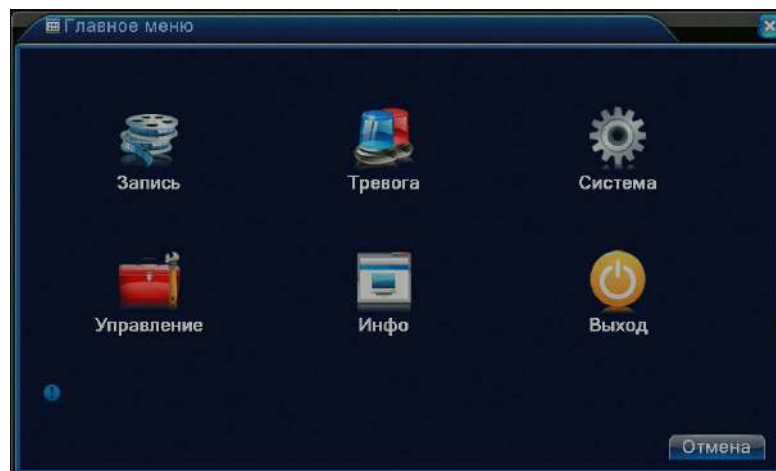 Главное меню
Запись
Тревога
Система
Управление
Инфо
Выход
Отмена